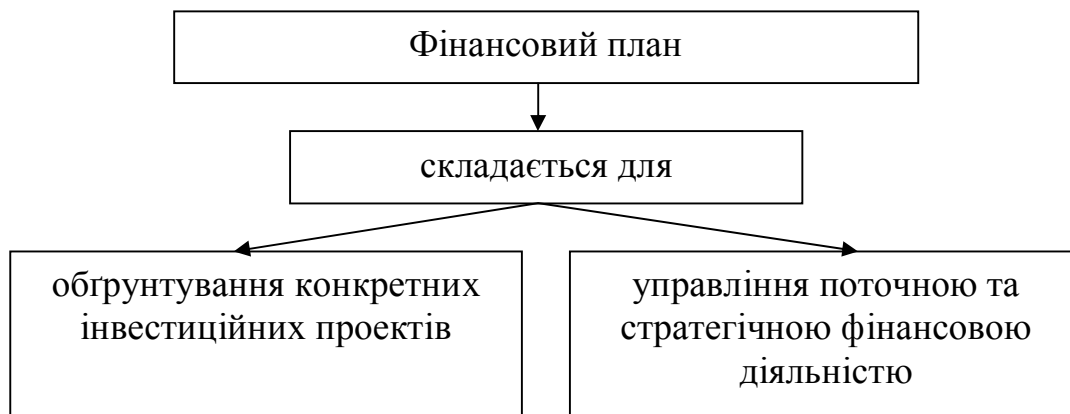 Фінансовий план
складається для
обґрунтування конкретних
інвестиційних проектів
управління поточною та
стратегічною фінансовою
діяльністю